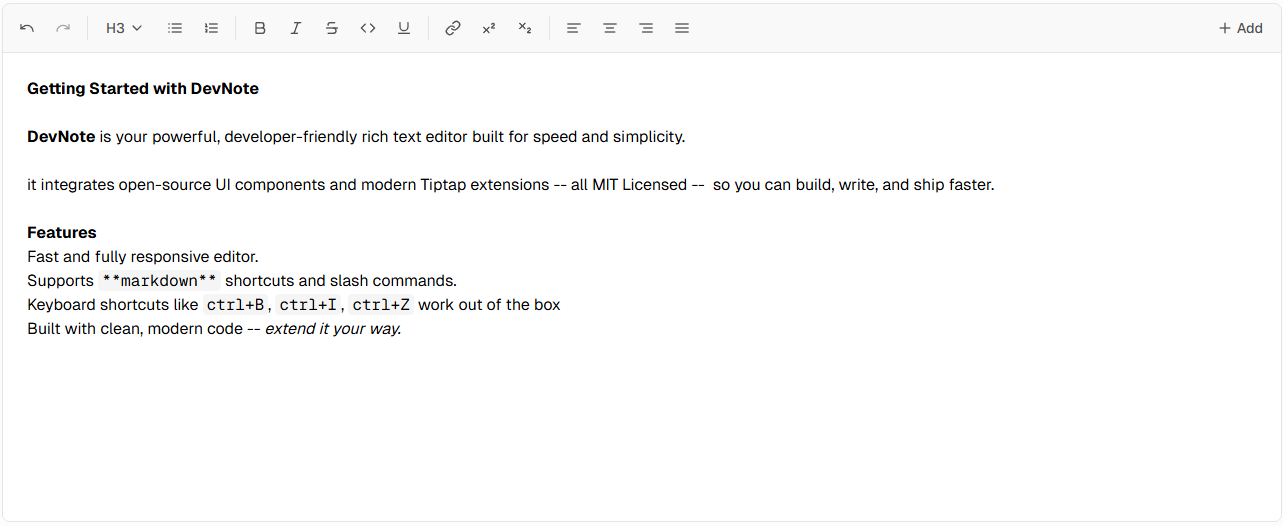 H3
+ Add
Getting Started with DevNote
DevNote is your powerful, developer-friendly rich text editor built for speed and simplicity.
it integrates open-source UI components and modern Tiptap extensions -- all MIT Licensed --  so you can build, write, and ship faster.
Features
Fast and fully responsive editor.
Supports **markdown** shortcuts and slash commands.
Keyboard shortcuts like ctrl+B, ctrl+I, ctrl+Z work out of the box
Built with clean, modern code -- extend it your way.